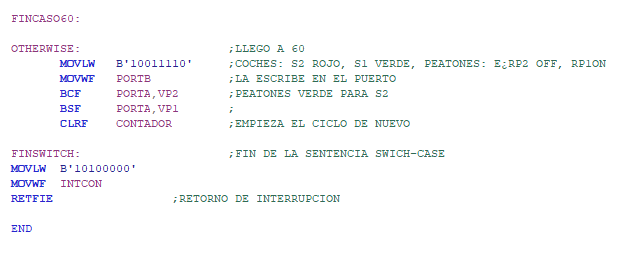 FINCASO60:
OTHERWISE: ;LLEGO A 60
MOVLW B'10011110' ;COCHES: S2 ROJO, S1 VERDE, PEATONES: E¿RP2 OFF, RP1ON
MOVWF PORTB ;LA ESCRIBE EN EL PUERTO
BCF PORTA,VP2 ;PEATONES VERDE PARA S2
BSF PORTA,VP1 ;
CLRF CONTADOR ;EMPIEZA EL CICLO DE NUEVO
FINSWITCH: ;FIN DE LA SENTENCIA SWICH-CASE
MOVLW B'10100000'
MOVWF INTCON
RETFIE ;RETORNO DE INTERRUPCION
END